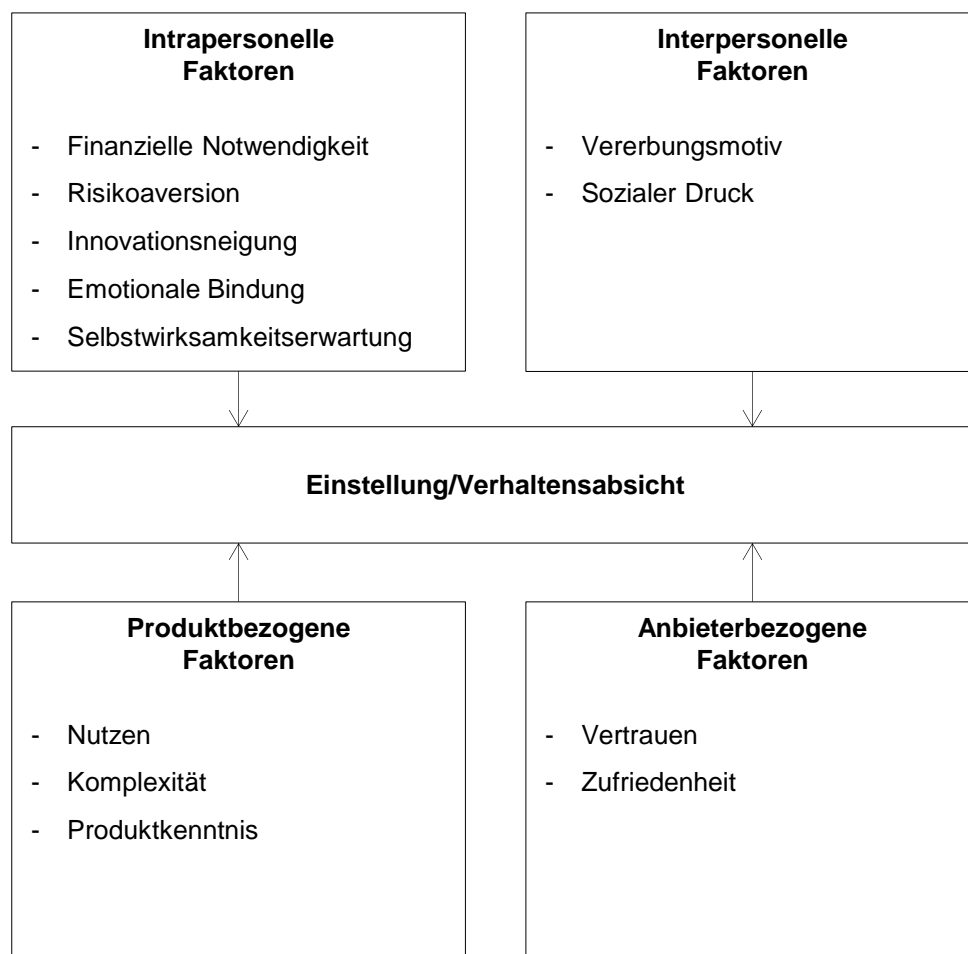 Intrapersonelle
Faktoren
- Finanzielle Notwendigkeit
- Risikoaversion
- Innovationsneigung
- Emotionale Bindung
- Selbstwirksamkeitserwartung
Interpersonelle
Faktoren
- Vererbungsmotiv
- Sozialer Druck
Einstellung/Verhaltensabsicht
Produktbezogene
Faktoren
- Nutzen
- Komplexität
- Produktkenntnis
Anbieterbezogene
Faktoren
- Vertrauen
- Zufriedenheit